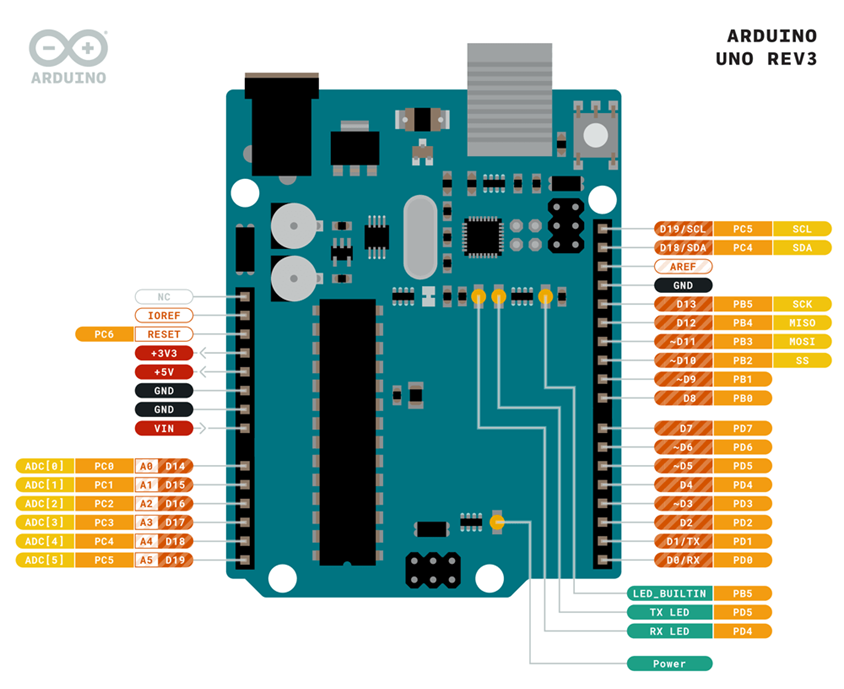 ARDUINO
ARDUINO
UNO REV3
NC
IOREF
PC6 RESET
+3V3
+5V
GND
GND
VIN
ADC[0] PC0 A0 D14
ADC[1] PC1 A1 D15
ADC[2] PC2 A2 D16
ADC[3] PC3 A3 D17
ADC[4] PC4 A4 D18
ADC[5] PC5 A5 D19
D19/SCL PC5 SCL
D18/SDA PC4 SDA
AREF
GND
D13 PB5 SCK
D12 PB4 MISO
~D11 PB3 MOSI
~D10 PB2 SS
~D9 PB1
D8 PB0
D7 PD7
~D6 PD6
~D5 PD5
D4 PD4
~D3 PD3
D2 PD2
D1/TX PD1
D0/RX PD0
LED_BUILTIN PB5
TX LED PD5
RX LED PD4
Power